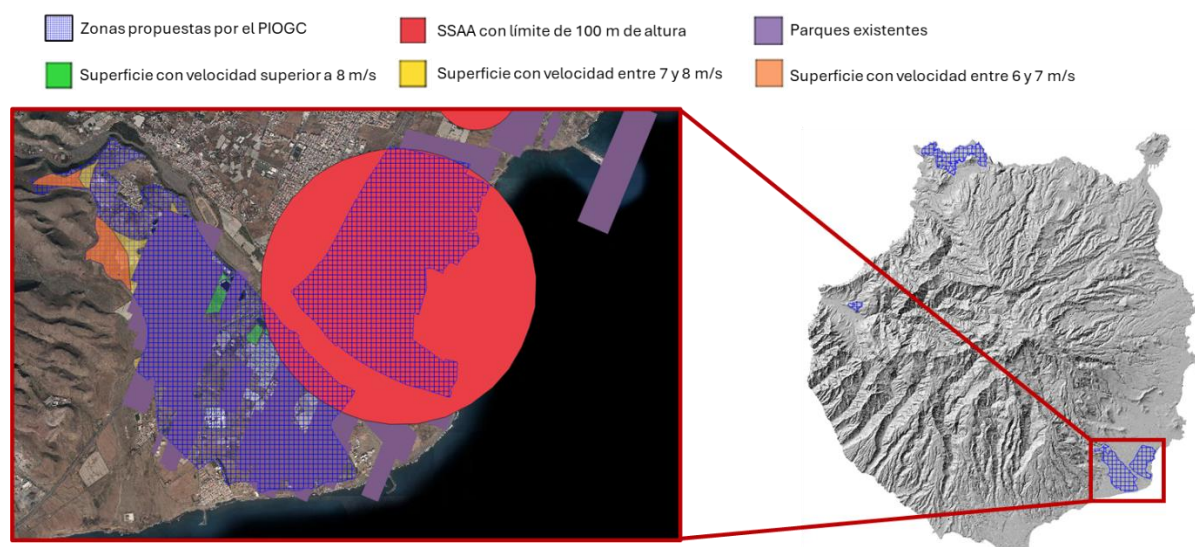 Zonas propuestas por el PIOGC
SSAA con límite de 100 m de altura
Parques existentes
Superficie con velocidad superior a 8 m/s
Superficie con velocidad entre 7 y 8 m/s
Superficie con velocidad entre 6 y 7 m/s